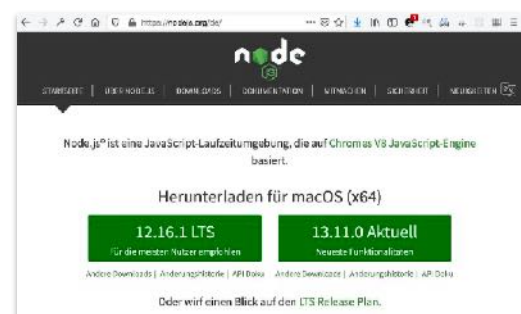 https://nodejs.org/de/
node
JS
STARTSEITE | ÜBER NODE.JS | DOWNLOADS | DOKUMENTATION | MITMACHEN | SICHERHEIT | NEUIGKEITEN
Node.js® ist eine JavaScript-Laufzeitumgebung, die auf Chromes V8 JavaScript-Engine
basiert.
Herunterladen für macOS (x64)
12.16.1 LTS
Für die meisten Nutzer empfohlen
13.11.0 Aktuell
Neueste Funktionalitäten
Andere Downloads | Änderungshistorie | API Doku
Andere Downloads | Änderungshistorie | API Doku
Oder wirf einen Blick auf den LTS Release Plan.